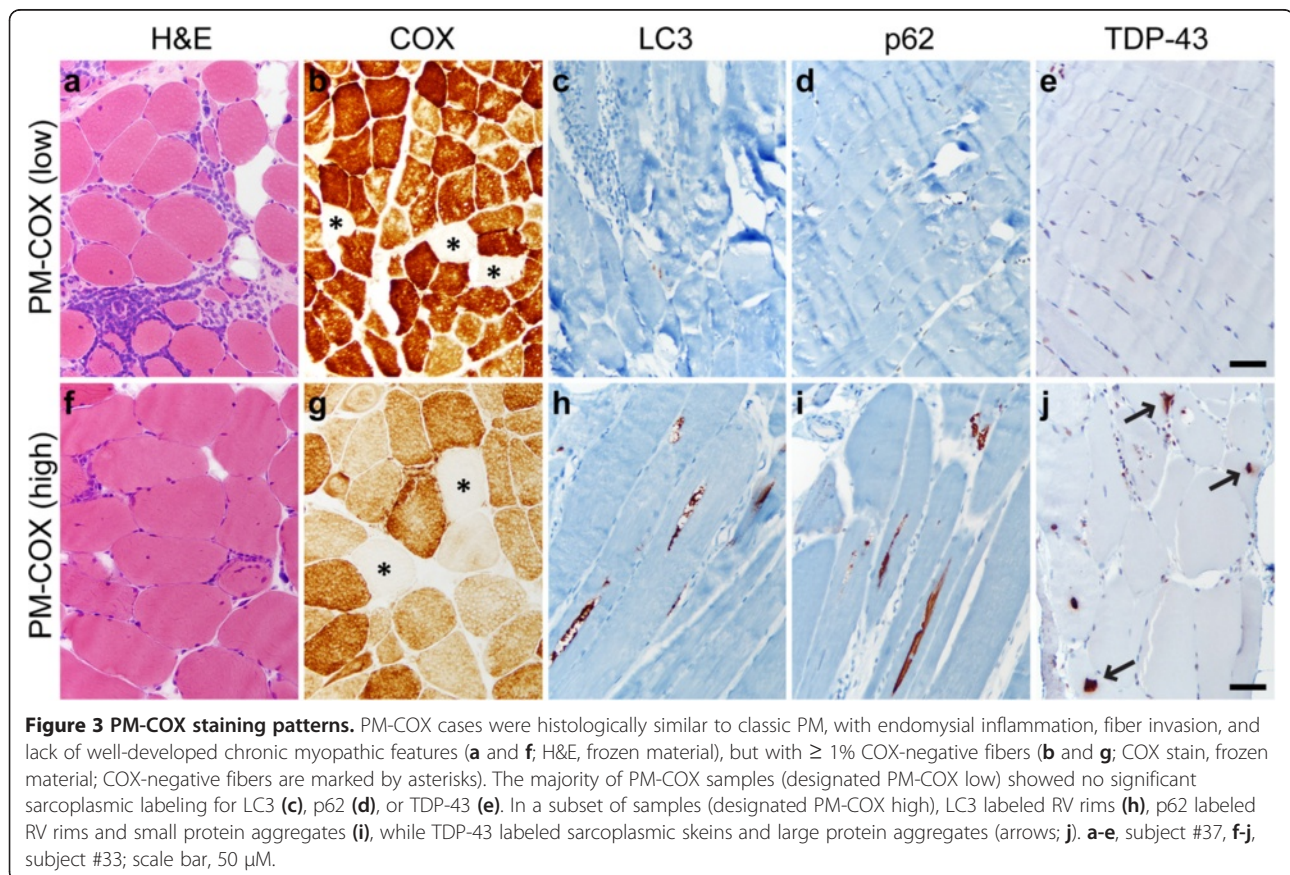 H&E COX LC3 p62 TDP-43
PM-COX (low)
a b c d e
* * *
PM-COX (high)
f g h i j
* *
Figure 3 PM-COX staining patterns. PM-COX cases were histologically similar to classic PM, with endomysial inflammation, fiber invasion, and
lack of well-developed chronic myopathic features (a and f; H&E, frozen material), but with ≥ 1% COX-negative fibers (b and g; COX stain, frozen
material; COX-negative fibers are marked by asterisks). The majority of PM-COX samples (designated PM-COX low) showed no significant
sarcoplasmic labeling for LC3 (c), p62 (d), or TDP-43 (e). In a subset of samples (designated PM-COX high), LC3 labeled RV rims (h), p62 labeled
RV rims and small protein aggregates (i), while TDP-43 labeled sarcoplasmic skeins and large protein aggregates (arrows; j). a-e, subject #37, f-j,
subject #33; scale bar, 50 μM.